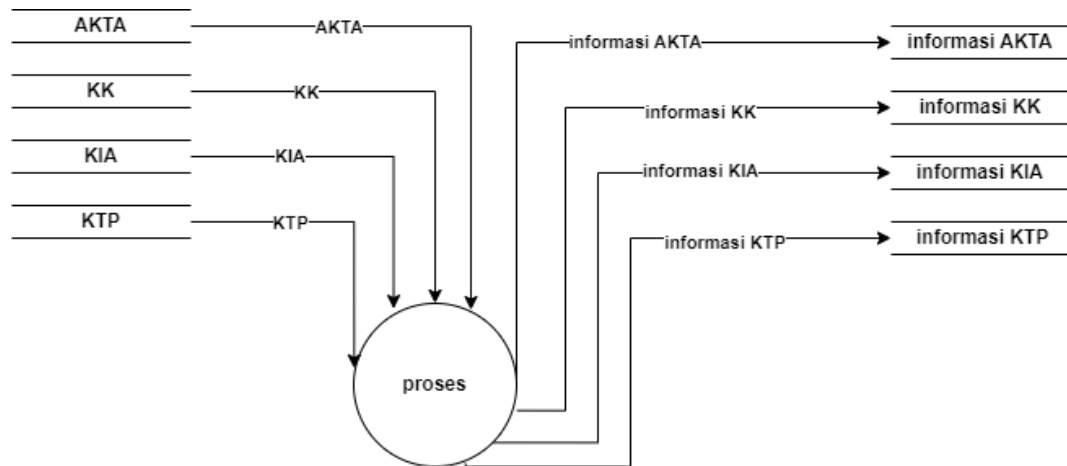 AKTA
AKTA
informasi AKTA
informasi AKTA
KK
KK
informasi KK
informasi KK
KIA
KIA
informasi KIA
informasi KIA
KTP
KTP
informasi KTP
informasi KTP
proses